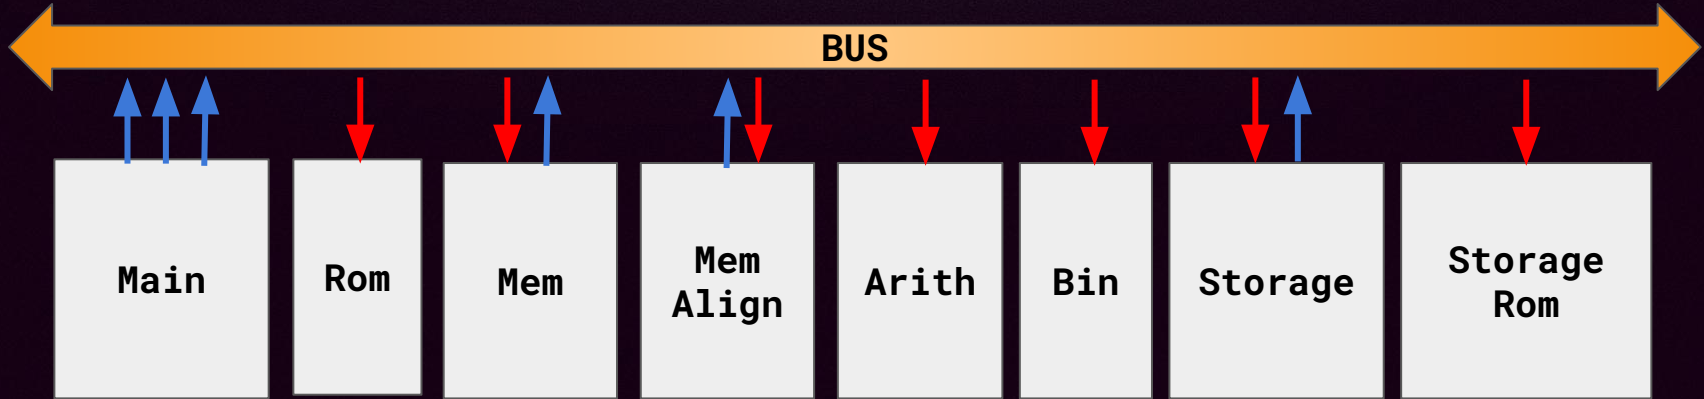 BUS
Main
Rom
Mem
Mem
Align
Arith
Bin
Storage
Storage
Rom